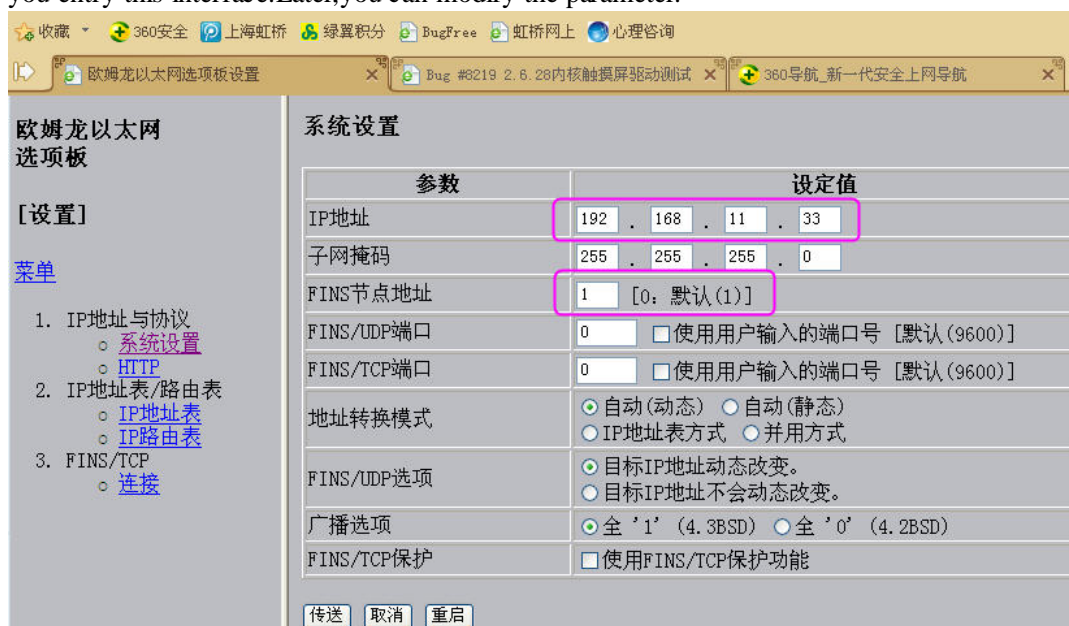 you entry this interface.Later,you can modify the parameter.
收藏 360安全 上海虹桥 绿翼积分 BugFree 虹桥网上 心理咨询
欧姆龙以太网选项板设置 Bug #8219 2.6.28内核触摸屏驱动测试 360导航_新一代安全上网导航
欧姆龙以太网
选项板
[设置]
菜单
1. IP地址与协议
系统设置
HTTP
2. IP地址表/路由表
IP地址表
IP路由表
3. FINS/TCP
连接
系统设置
参数 设定值
IP地址 192 . 168 . 11 . 33
子网掩码 255 . 255 . 255 . 0
FINS节点地址 1 [0: 默认(1)]
FINS/UDP端口 0 使用用户输入的端口号 [默认(9600)]
FINS/TCP端口 0 使用用户输入的端口号 [默认(9600)]
地址转换模式 自动(动态) 自动(静态)
IP地址表方式 并用方式
FINS/UDP选项 目标IP地址动态改变。
目标IP地址不会动态改变。
广播选项 全 '1' (4.3BSD) 全 '0' (4.2BSD)
FINS/TCP保护 使用FINS/TCP保护功能
传送 取消 重启